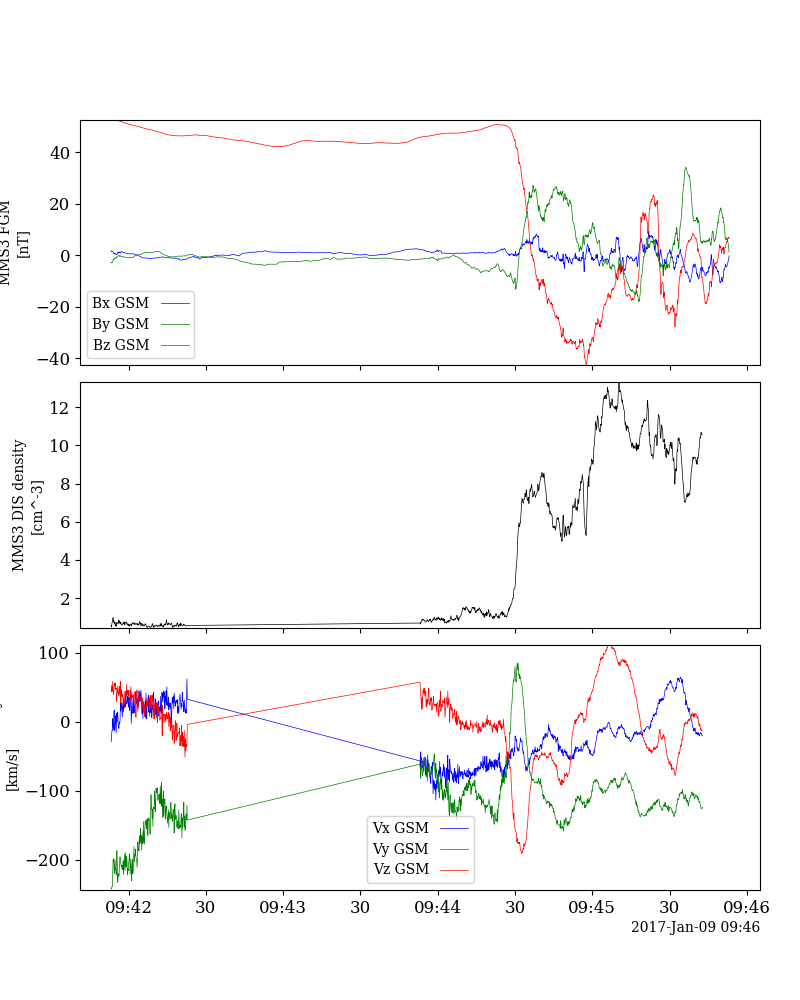 MMS3 FGM
[nT]
40
20
0
−20
−40
Bx GSM
By GSM
Bz GSM
MMS3 DIS density
[cm^-3]
12
10
8
6
4
2
[km/s]
100
0
−100
−200
Vx GSM
Vy GSM
Vz GSM
09:42
30
09:43
30
09:44
30
09:45
30
09:46
2017-Jan-09 09:46